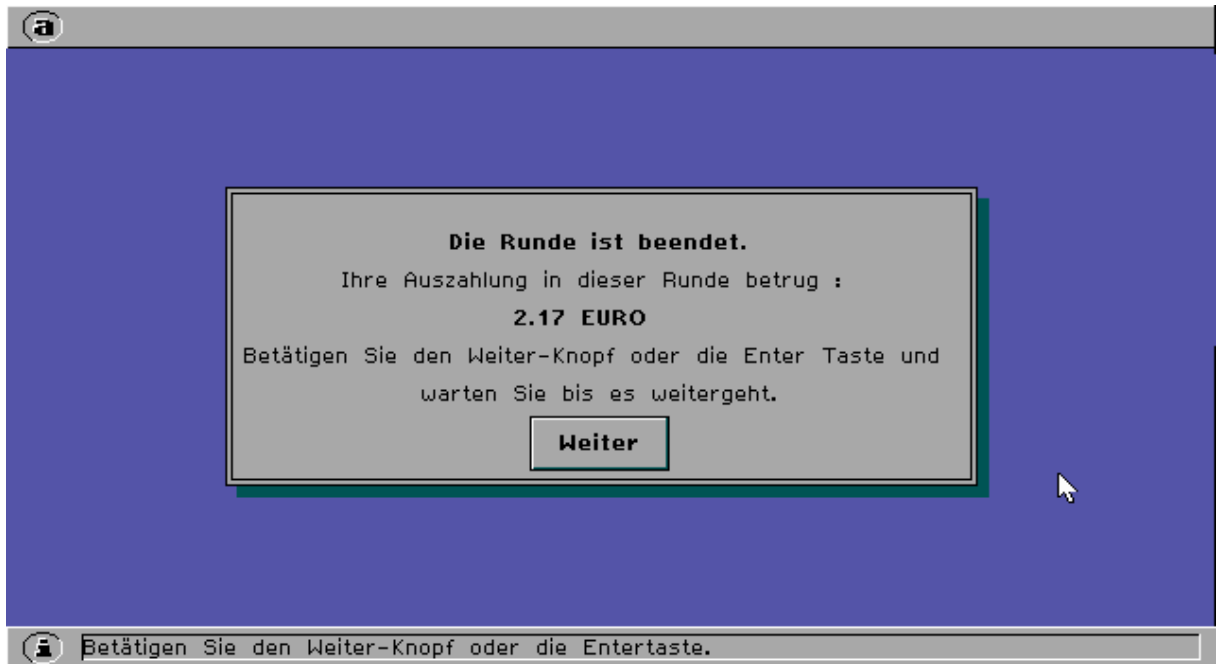 a
Die Runde ist beendet.
Ihre Auszahlung in dieser Runde betrug :
2.17 EURO
Betätigen Sie den Weiter-Knopf oder die Enter Taste und
warten Sie bis es weitergeht.
Weiter
i Betätigen Sie den Weiter-Knopf oder die Entertaste.